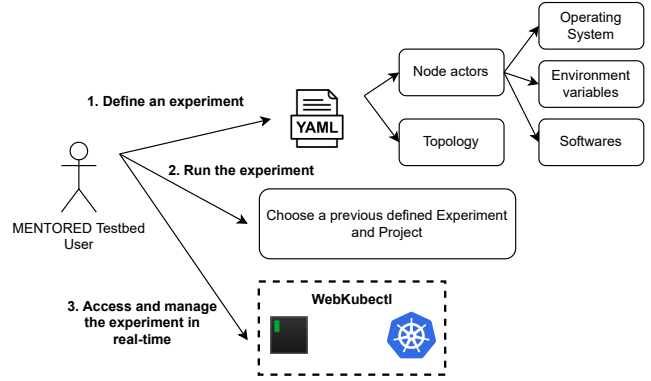 Operating
System
Node actors
Environment
variables
1. Define an experiment
YAML
Topology
Softwares
2. Run the experiment
MENTORED Testbed
User
Choose a previous defined Experiment
and Project
3. Access and manage
the experiment in
real-time
WebKubectl